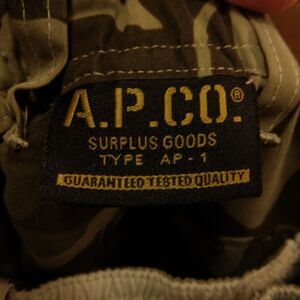 A.P.CO.®
SURPLUS GOODS
TYPE AP-1
GUARANTEED TESTED QUALITY